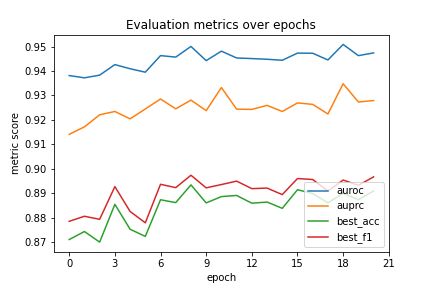 Evaluation metrics over epochs
metric score
0.95
0.94
0.93
0.92
0.91
0.90
0.89
0.88
0.87
auroc
auprc
best_acc
best_f1
0 3 6 9 12 15 18 21
epoch